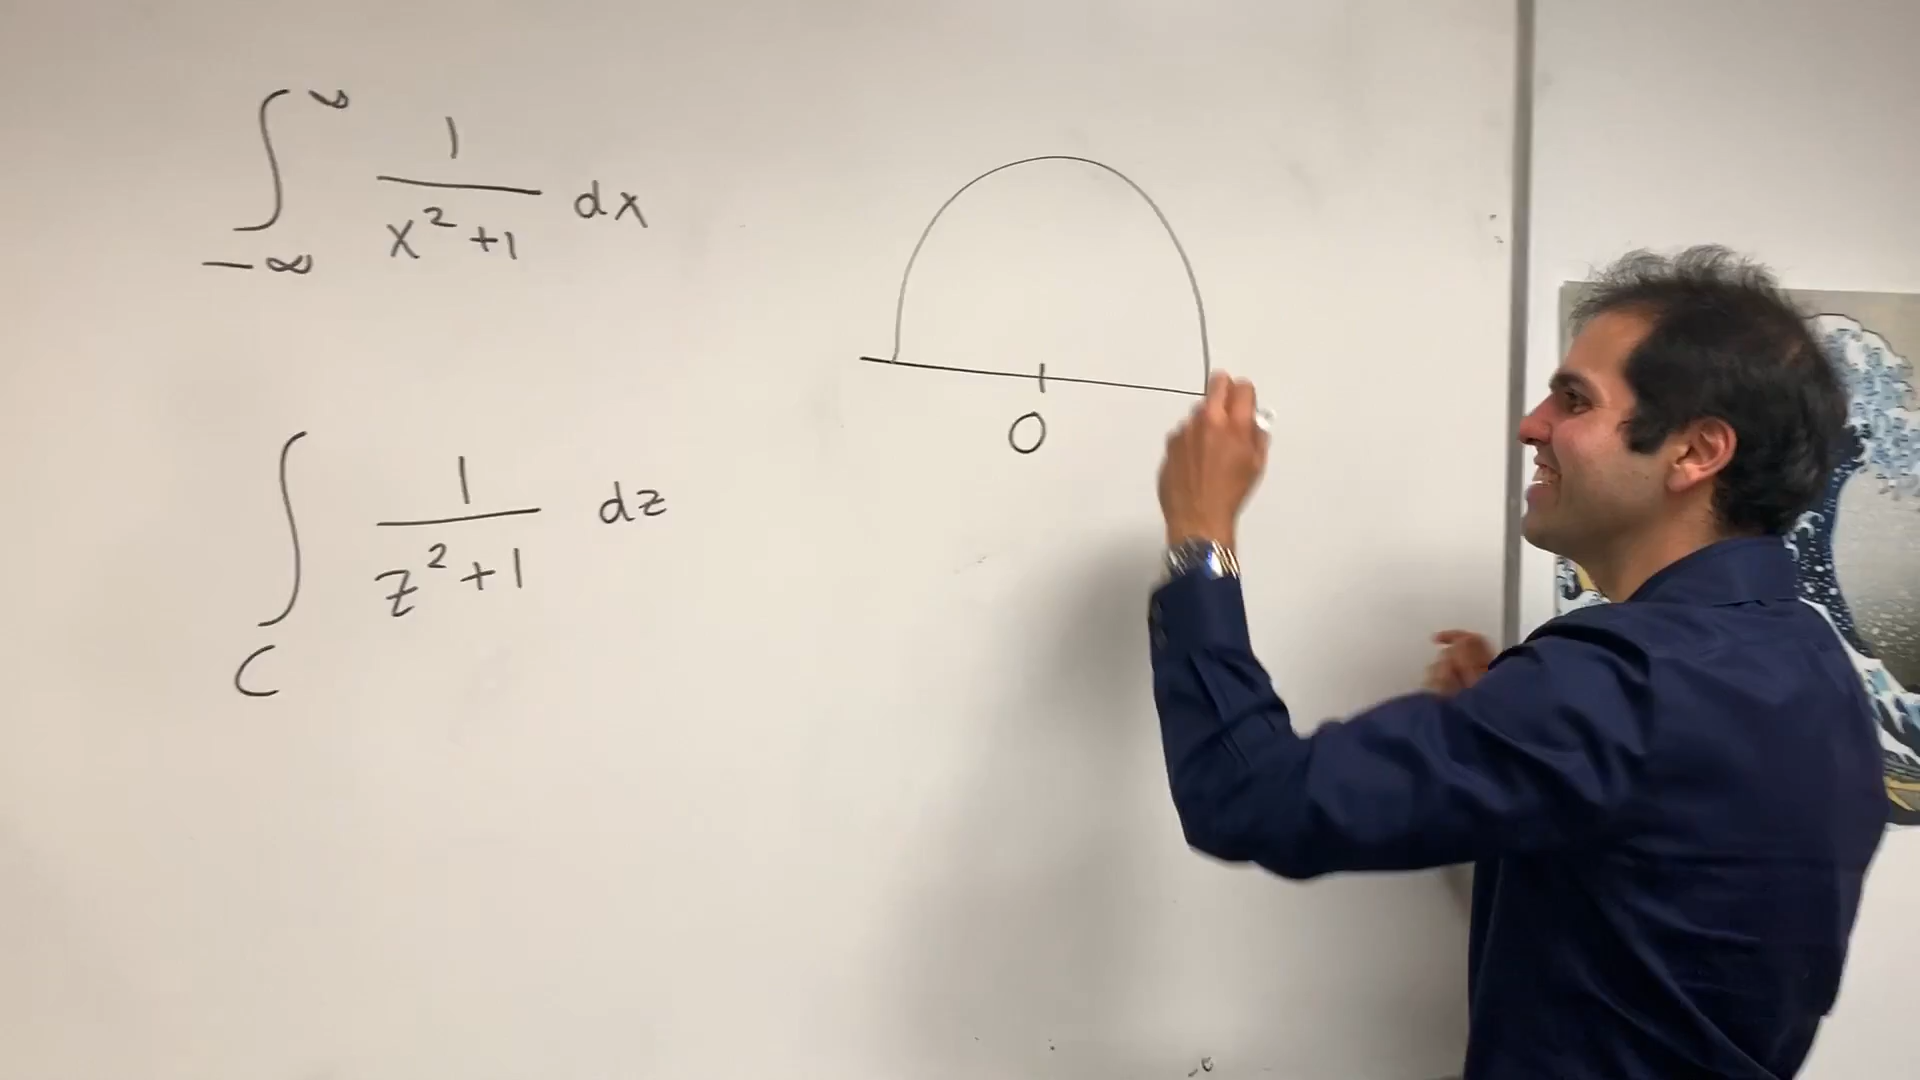 ∫_{-∞}^{∞} 1/(x²+1) dx
0
∫_C 1/(z²+1) dz